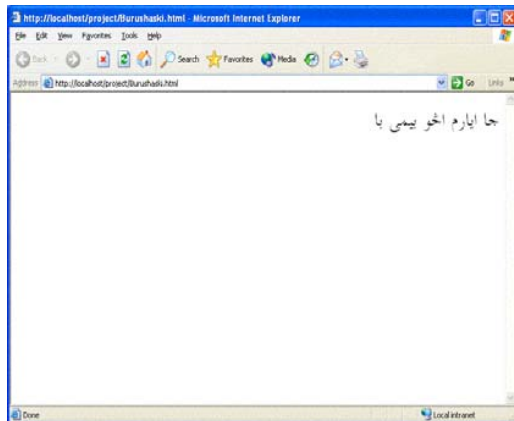 http://localhost/project/Burushaski.html - Microsoft Internet Explorer
File Edit View Favorites Tools Help
Back Search Favorites Media
Address http://localhost/project/Burushaski.html Go Links »
جا ایارم اݼو بیمی با
Done Local intranet